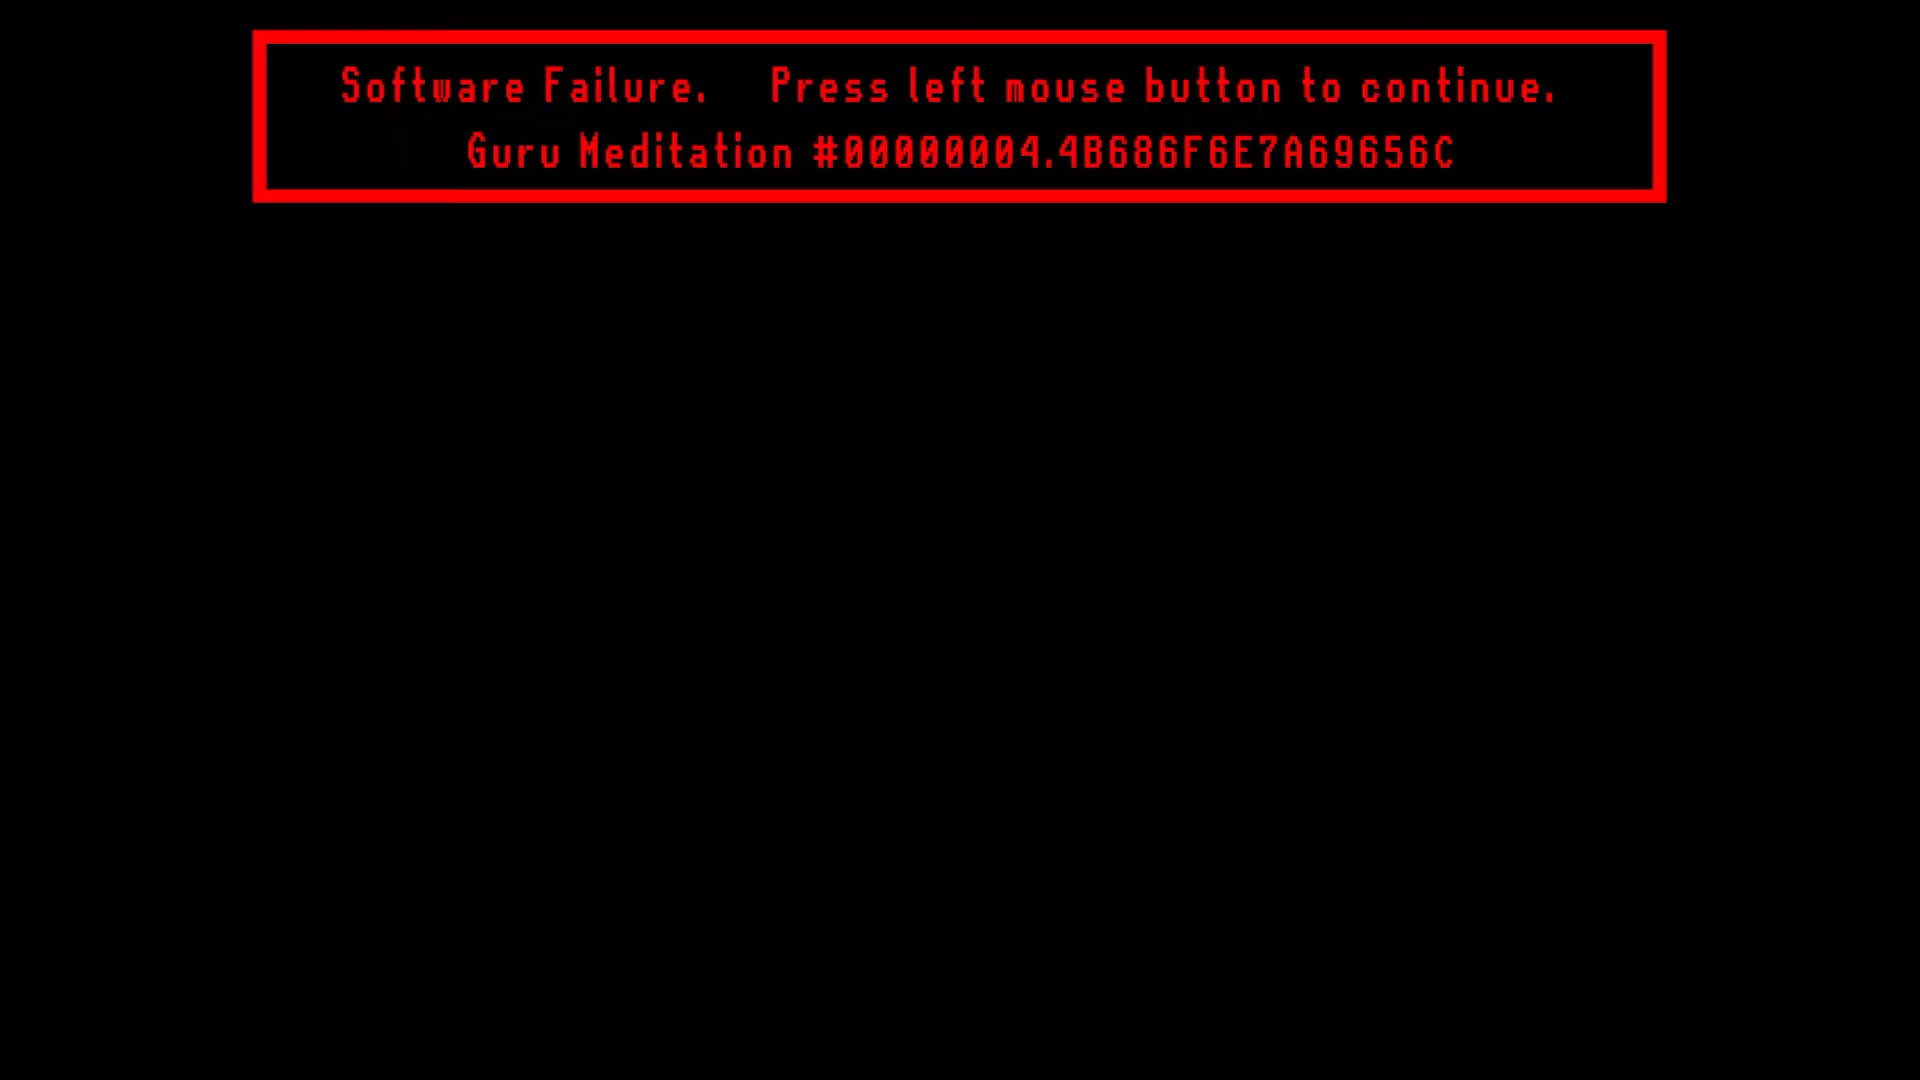 Software Failure.   Press left mouse button to continue.
Guru Meditation #00000004.4B686F6E7A69656C